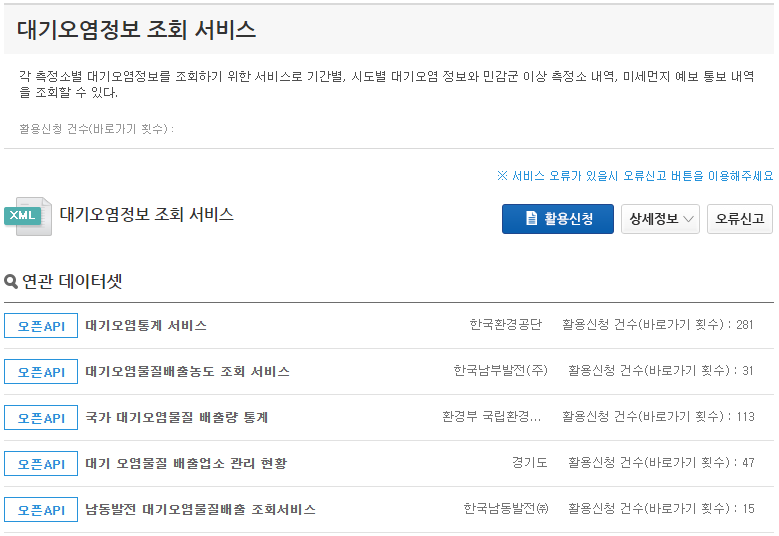 대기오염정보 조회 서비스
각 측정소별 대기오염정보를 조회하기 위한 서비스로 기간별, 시도별 대기오염 정보와 민감군 이상 측정소 내역, 미세먼지 예보 통보 내역
을 조회할 수 있다.
활용신청 건수(바로가기 횟수) :
※ 서비스 오류가 있을시 오류신고 버튼을 이용해주세요
XML 대기오염정보 조회 서비스 활용신청 상세정보 오류신고
연관 데이터셋
오픈API 대기오염통계 서비스 한국환경공단 활용신청 건수(바로가기 횟수) : 281
오픈API 대기오염물질배출농도 조회 서비스 한국남부발전(주) 활용신청 건수(바로가기 횟수) : 31
오픈API 국가 대기오염물질 배출량 통계 환경부 국립환경... 활용신청 건수(바로가기 횟수) : 113
오픈API 대기 오염물질 배출업소 관리 현황 경기도 활용신청 건수(바로가기 횟수) : 47
오픈API 남동발전 대기오염물질배출 조회서비스 한국남동발전㈜ 활용신청 건수(바로가기 횟수) : 15